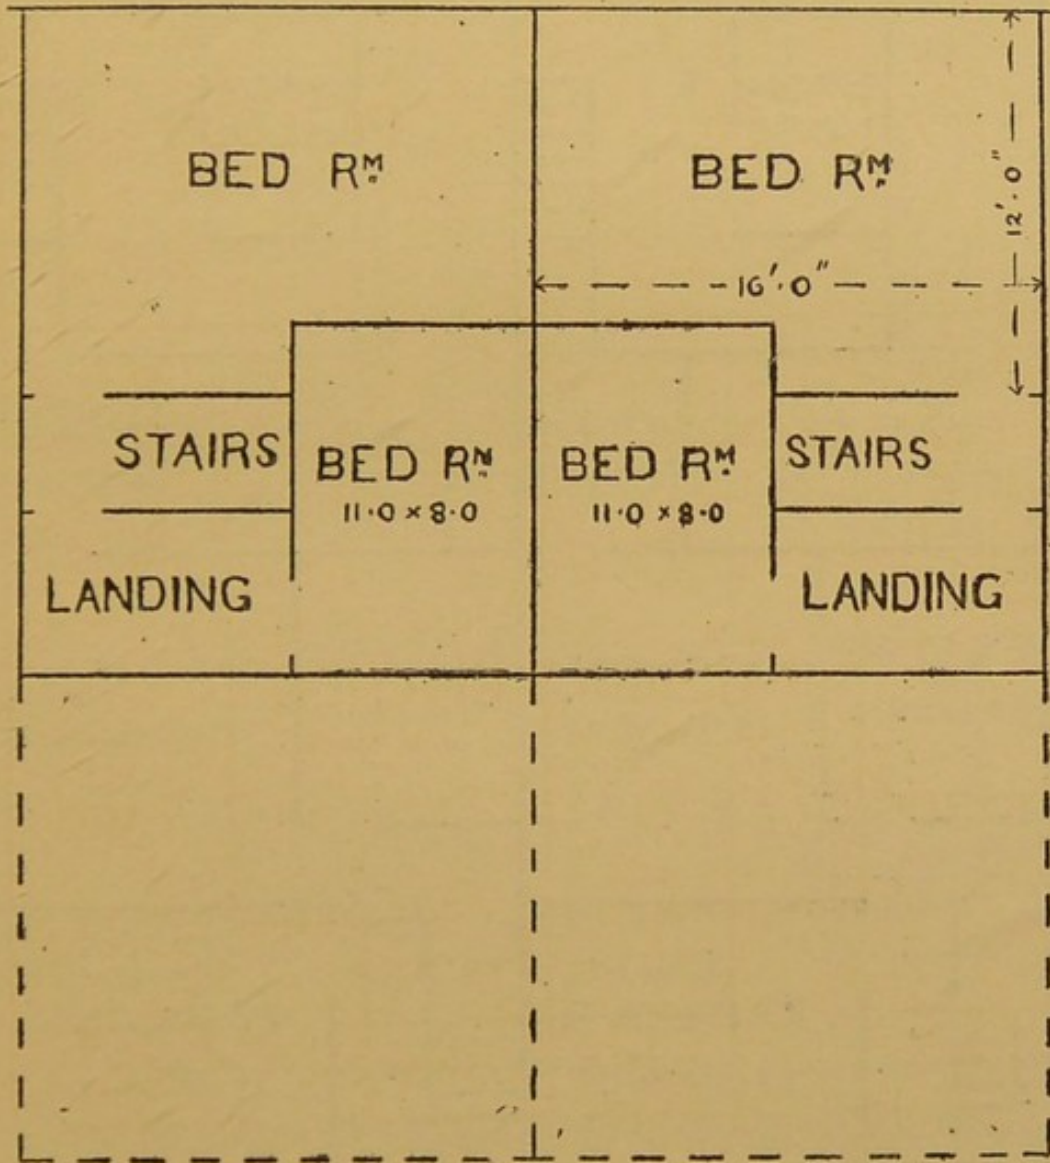 BED RM
BED RM
12'.0"
16'.0"
STAIRS
BED RM
11.0 x 8.0
BED RM
11.0 x 8.0
STAIRS
LANDING
LANDING